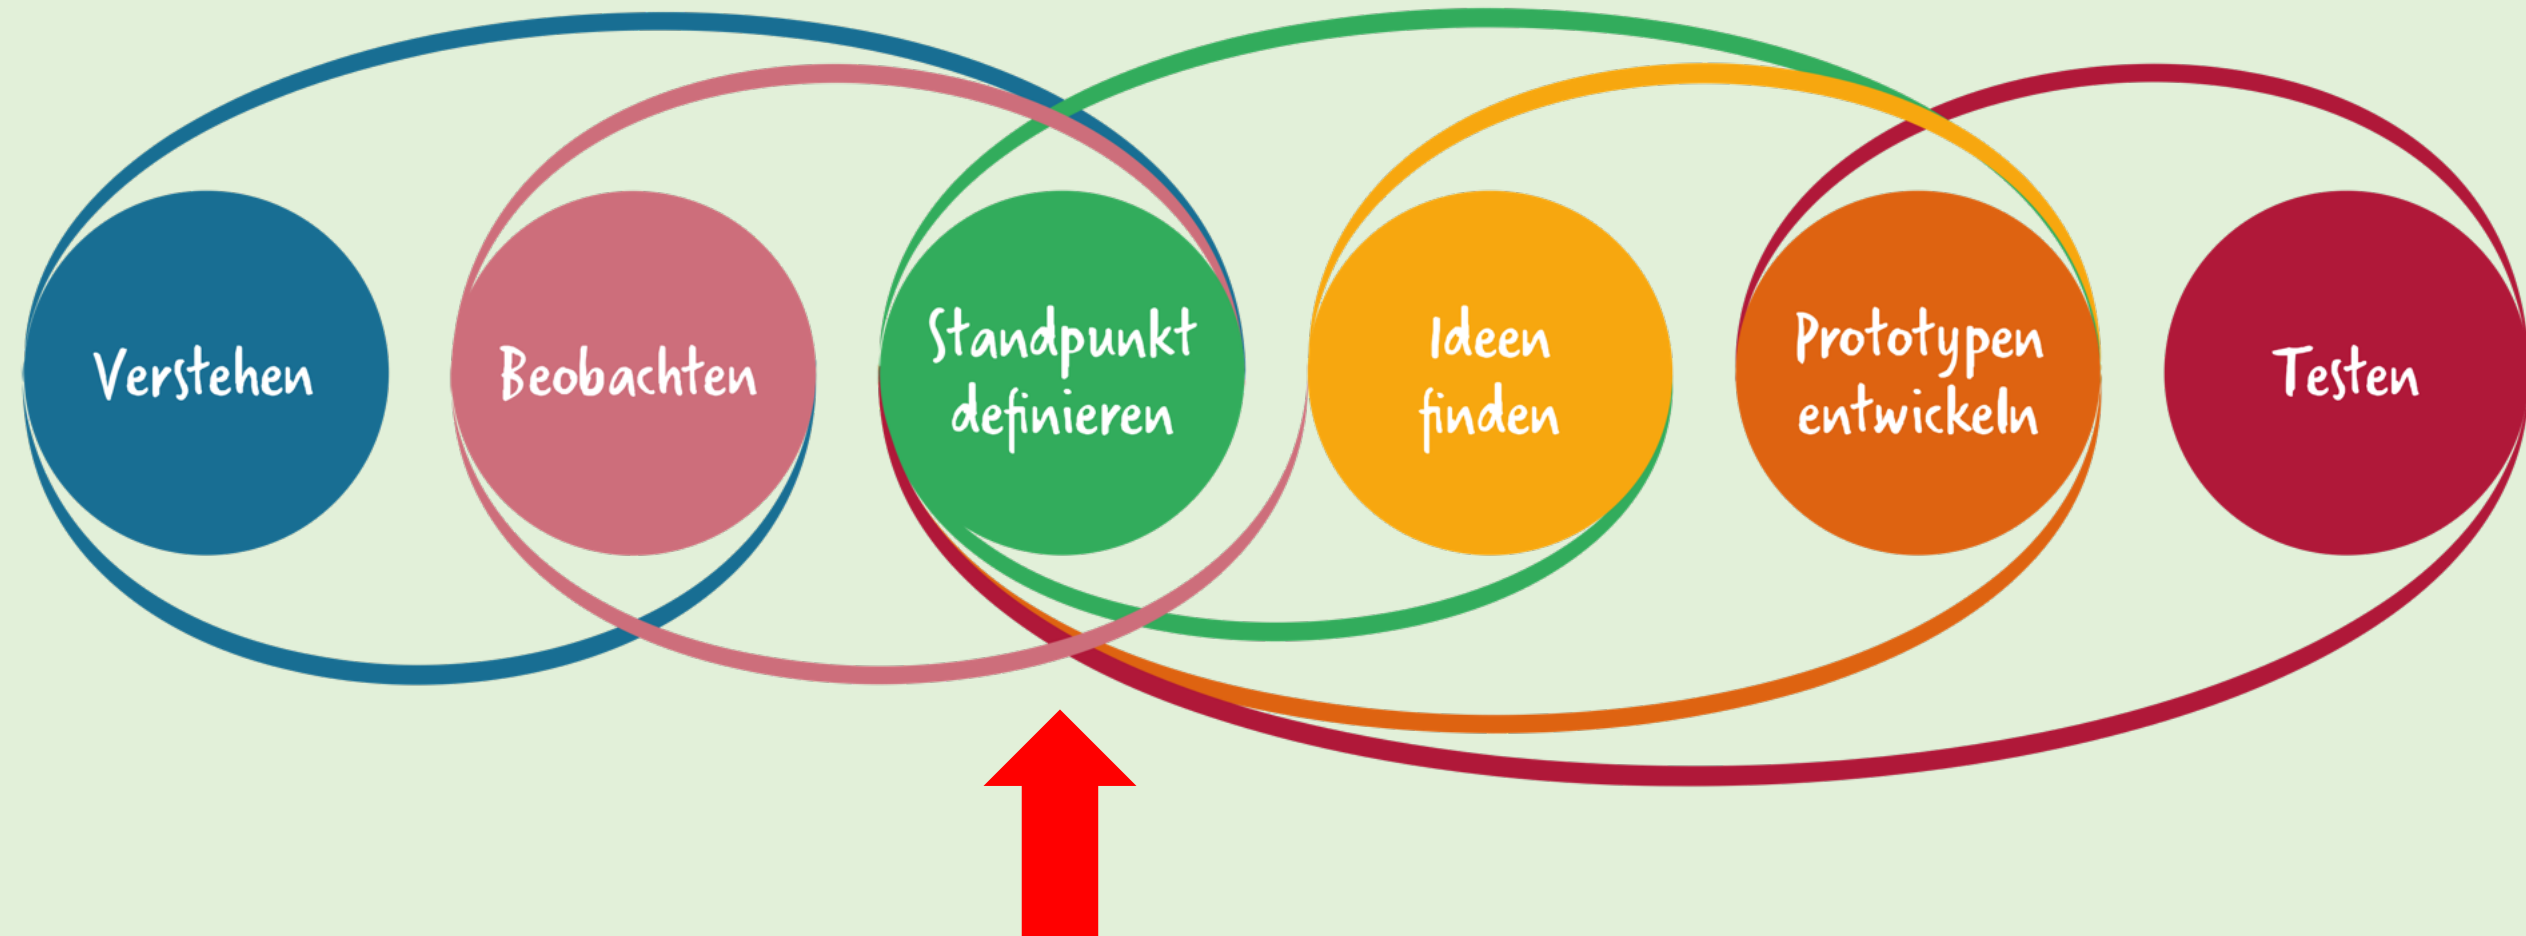 Verstehen
Beobachten
Standpunkt
definieren
Ideen
finden
Prototypen
entwickeln
Testen